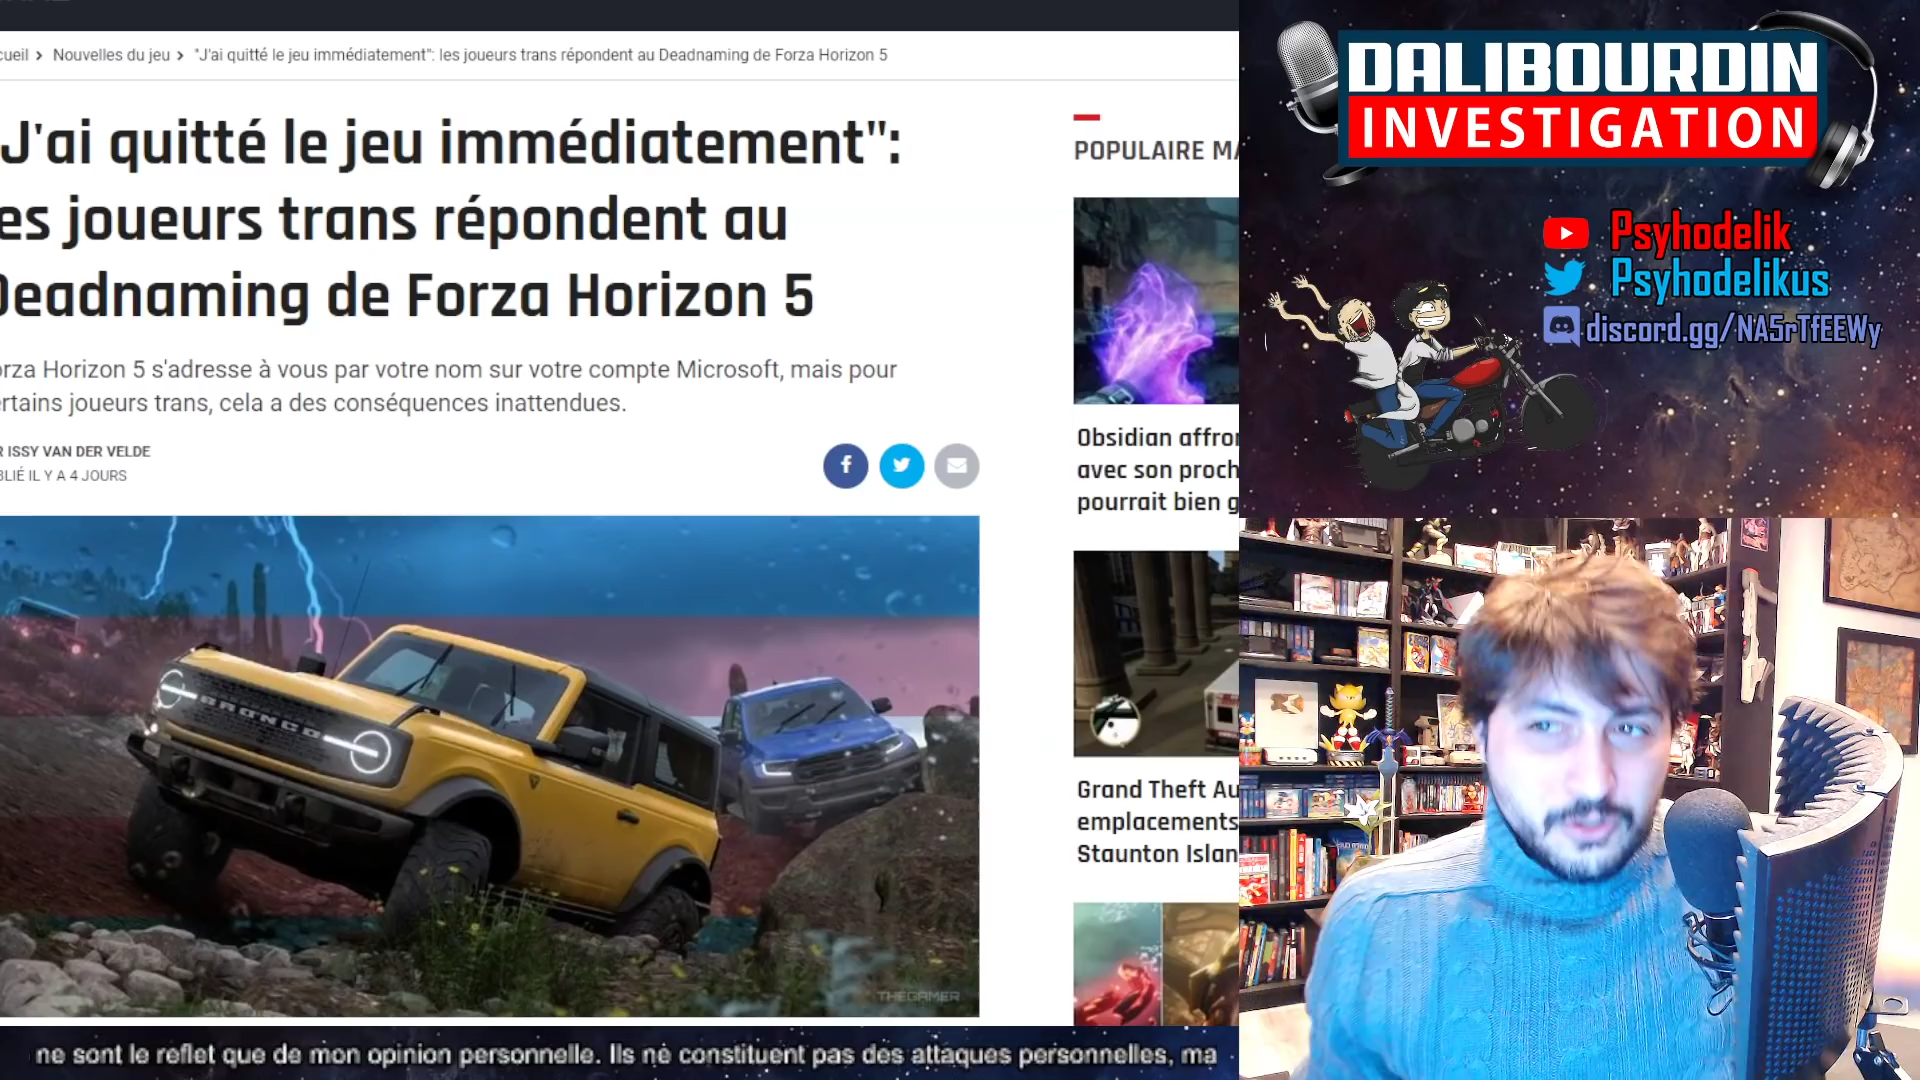 cueil > Nouvelles du jeu > "J'ai quitté le jeu immédiatement": les joueurs trans répondent au Deadnaming de Forza Horizon 5
J'ai quitté le jeu immédiatement":
es joueurs trans répondent au
Deadnaming de Forza Horizon 5
orza Horizon 5 s'adresse à vous par votre nom sur votre compte Microsoft, mais pour
ertains joueurs trans, cela a des conséquences inattendues.
R ISSY VAN DER VELDE
BLIÉ IL Y A 4 JOURS
BRONCO
THEGAMER
POPULAIRE MA
Obsidian affron
avec son proch
pourrait bien g
Grand Theft Au
emplacements
Staunton Islan
DALIBOURDIN
INVESTIGATION
Psyhodelik
Psyhodelikus
discord.gg/NA5rTfEEWy
ne sont le reflet que de mon opinion personnelle. Ils ne constituent pas des attaques personnelles, ma